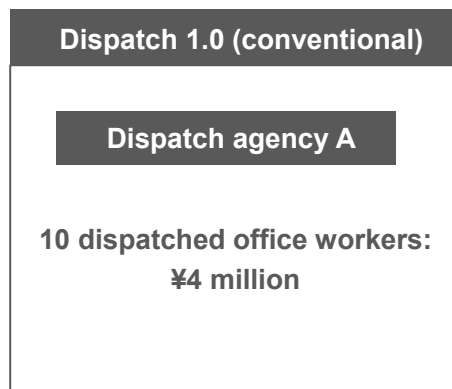 Dispatch 1.0 (conventional)
Dispatch agency A
10 dispatched office workers:
¥4 million